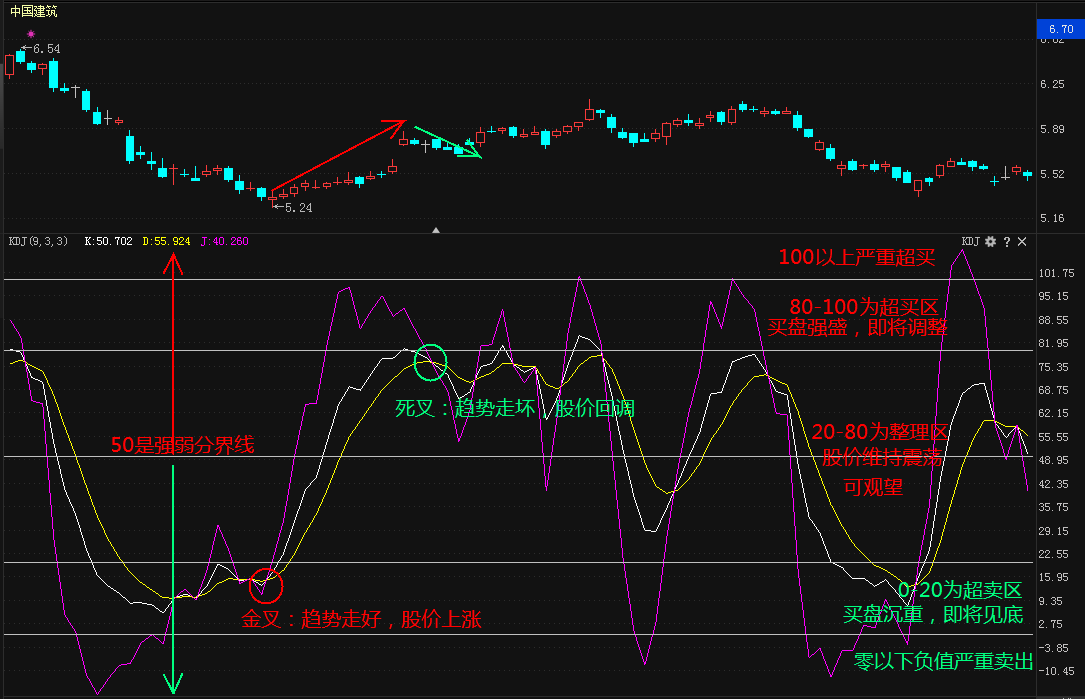 中国建筑
6.70
6.54
6.62
6.25
5.89
5.52
5.24
5.16
KDJ(9,3,3) K:50.702 D:55.924 J:40.260
KDJ ? ×
100以上严重超买
101.75
95.15
80-100为超买区
买盘强盛，即将调整
88.55
81.95
75.35
68.75
死叉：趋势走坏，股价回调
62.15
20-80为整理区
55.55
50是强弱分界线
股价维持震荡
48.95
可观望
42.35
35.75
29.15
22.55
15.95
0-20为超卖区
9.35
买盘沉重，即将见底
金叉：趋势走好，股价上涨
2.75
-3.85
零以下负值严重卖出
-10.45